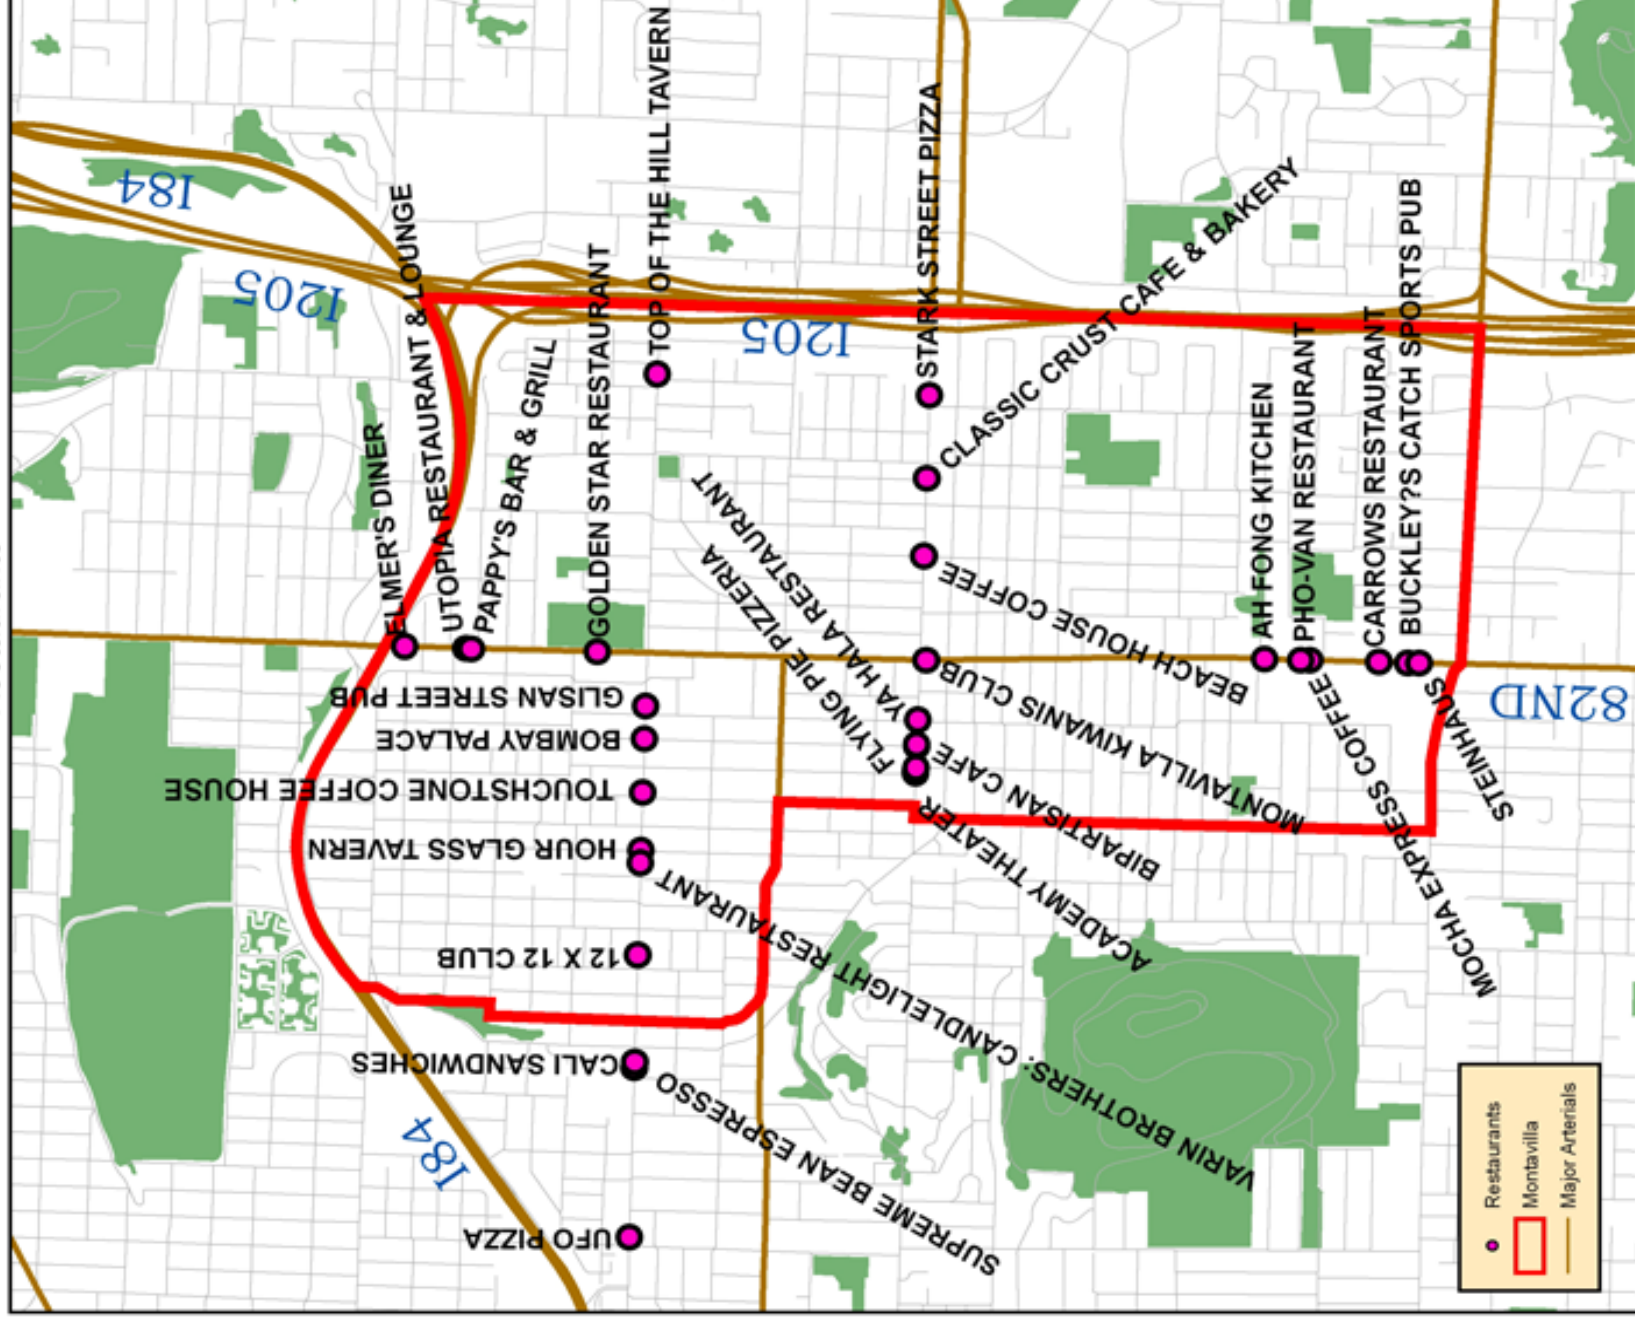 I84
I205
ELMER'S DINER
UTOPIA RESTAURANT & LOUNGE
PAPPY'S BAR & GRILL
GOLDEN STAR RESTAURANT
TOP OF THE HILL TAVERN
I205
STARK STREET PIZZA
CLASSIC CRUST CAFE & BAKERY
BEACH HOUSE COFFEE
YA HALA RESTAURANT
FLYING PIE PIZZERIA
MONTAVILLA KIWANIS CLUB
BIPARTISAN CAFE
ACADEMY THEATER
GLISAN STREET PUB
BOMBAY PALACE
TOUCHSTONE COFFEE HOUSE
HOUR GLASS TAVERN
VARIN BROTHERS: CANDLELIGHT RESTAURANT
12 X 12 CLUB
CALI SANDWICHES
SUPREME BEAN ESPRESSO
UFO PIZZA
I84
AH FONG KITCHEN
PHO-VAN RESTAURANT
MOCHA EXPRESS COFFEE
CARROWS RESTAURANT
BUCKLEY?S CATCH SPORTS PUB
STEINHAUS
82ND
Restaurants
Montavilla
Major Arterials